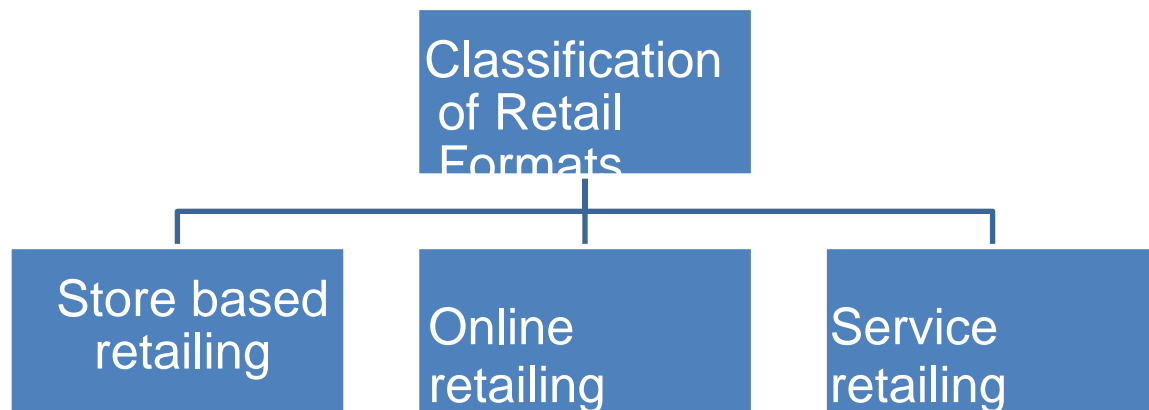 Classification
of Retail
Formats
Store based
retailing
Online
retailing
Service
retailing